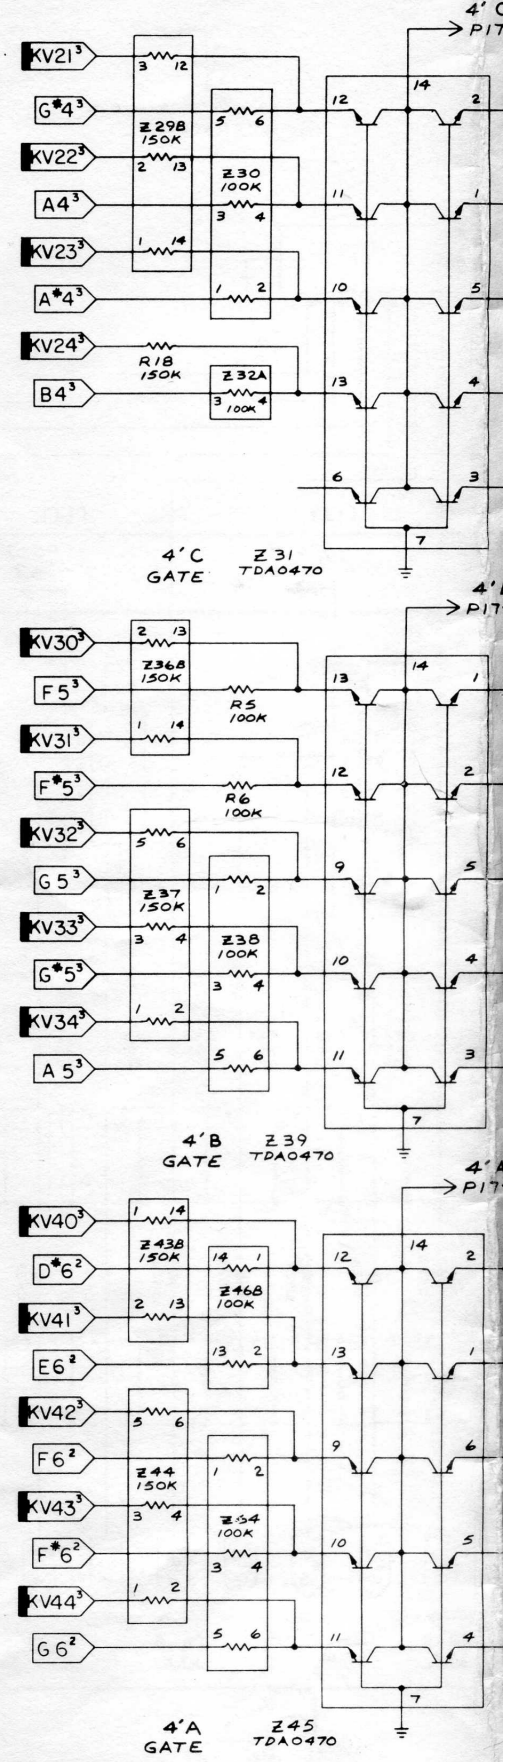 4' C
P17
KV21³
3 12
14
G#4³
5 6
12
2
Z29B
150K
KV22³
2 13
Z30
100K
A4³
3 4
11
1
KV23³
1 14
A#4³
1 2
10
5
KV24³
R18
150K
Z32A
B4³
3 4
100K
13
4
6
3
7
4'C
GATE
Z31
TDA0470
4'
P17
KV30³
2 13
14
Z36B
150K
F5³
R5
100K
13
1
KV31³
1 14
F#5³
R6
100K
12
2
KV32³
5 6
G5³
1 2
9
5
Z37
150K
KV33³
3 4
Z38
100K
G#5³
3 4
10
4
KV34³
1 2
A5³
5 6
11
3
7
4'B
GATE
Z39
TDA0470
4' A
P17
KV40³
1 14
14
Z43B
150K
D#6²
14 1
12
2
Z46B
100K
KV41³
2 13
E6²
13 2
13
1
KV42³
5 6
F6²
1 2
9
6
Z44
150K
KV43³
3 4
100K
F#6²
3 4
10
5
KV44³
1 2
G6²
5 6
11
4
7
4'A
GATE
Z45
TDA0470